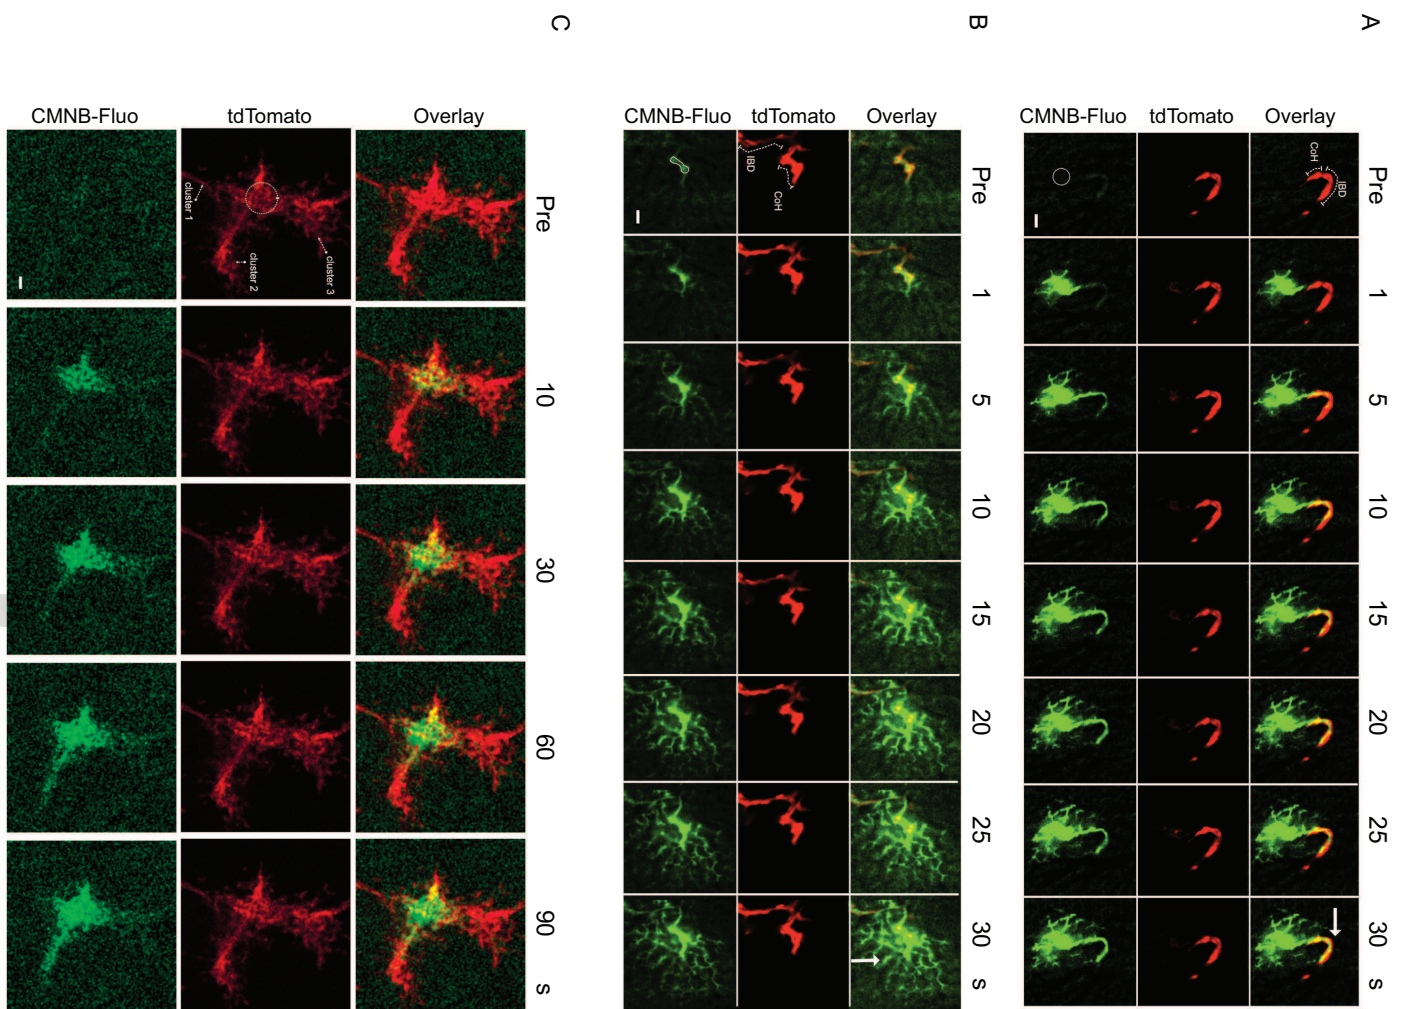 A
Pre
1
5
10
15
20
25
30
s
Overlay
tdTomato
CMNB-Fluo
CoH
IBD
B
Pre
1
5
10
15
20
25
30
s
Overlay
tdTomato
CMNB-Fluo
IBD
CoH
C
Pre
10
30
60
90
s
Overlay
tdTomato
CMNB-Fluo
cluster 1
cluster 2
cluster 3